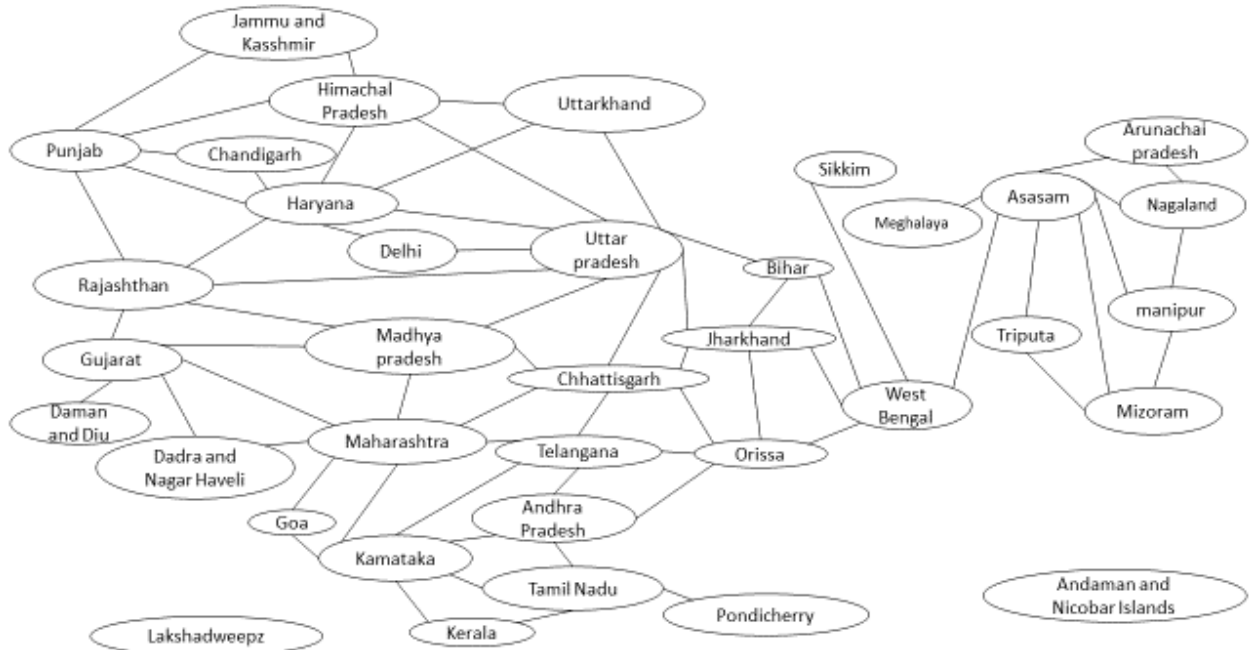 Jammu and
Kasshmir
Himachal
Pradesh
Uttarkhand
Punjab
Chandigarh
Haryana
Delhi
Uttar
pradesh
Sikkim
Arunachai
pradesh
Asasam
Meghalaya
Nagaland
Rajashthan
Bihar
Gujarat
Madhya
pradesh
Jharkhand
Triputa
manipur
Chhattisgarh
Daman
and Diu
West
Bengal
Mizoram
Maharashtra
Telangana
Orissa
Dadra and
Nagar Haveli
Goa
Andhra
Pradesh
Kamataka
Tamil Nadu
Pondicherry
Andaman and
Nicobar Islands
Lakshadweepz
Kerala